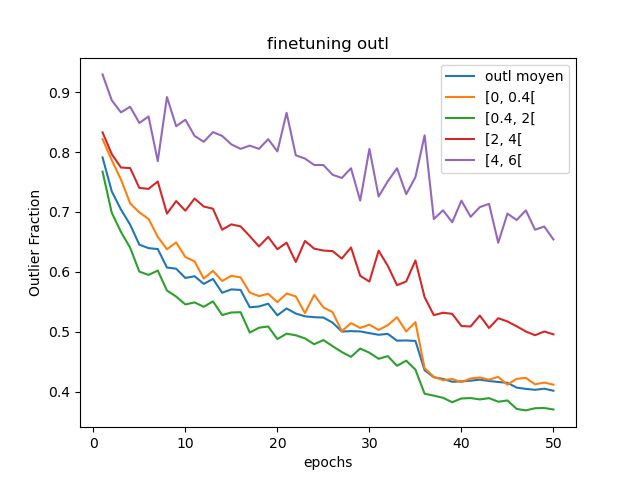 finetuning outl
outl moyen
[0, 0.4[
[0.4, 2[
[2, 4[
[4, 6[
Outlier Fraction
0.9
0.8
0.7
0.6
0.5
0.4
0 10 20 30 40 50
epochs